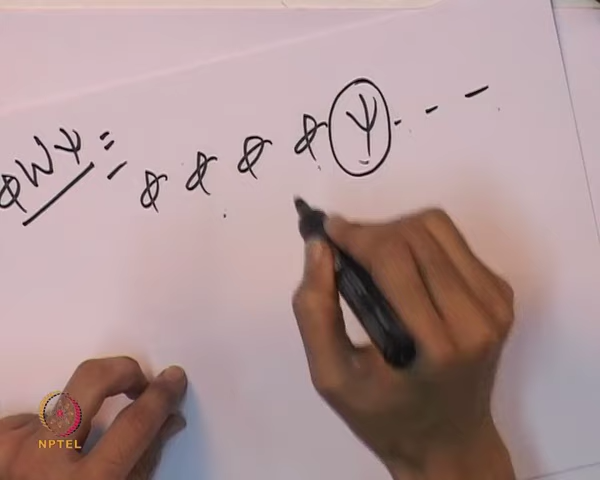 φWψ = φ φ φ φ ψ - - -
NPTEL